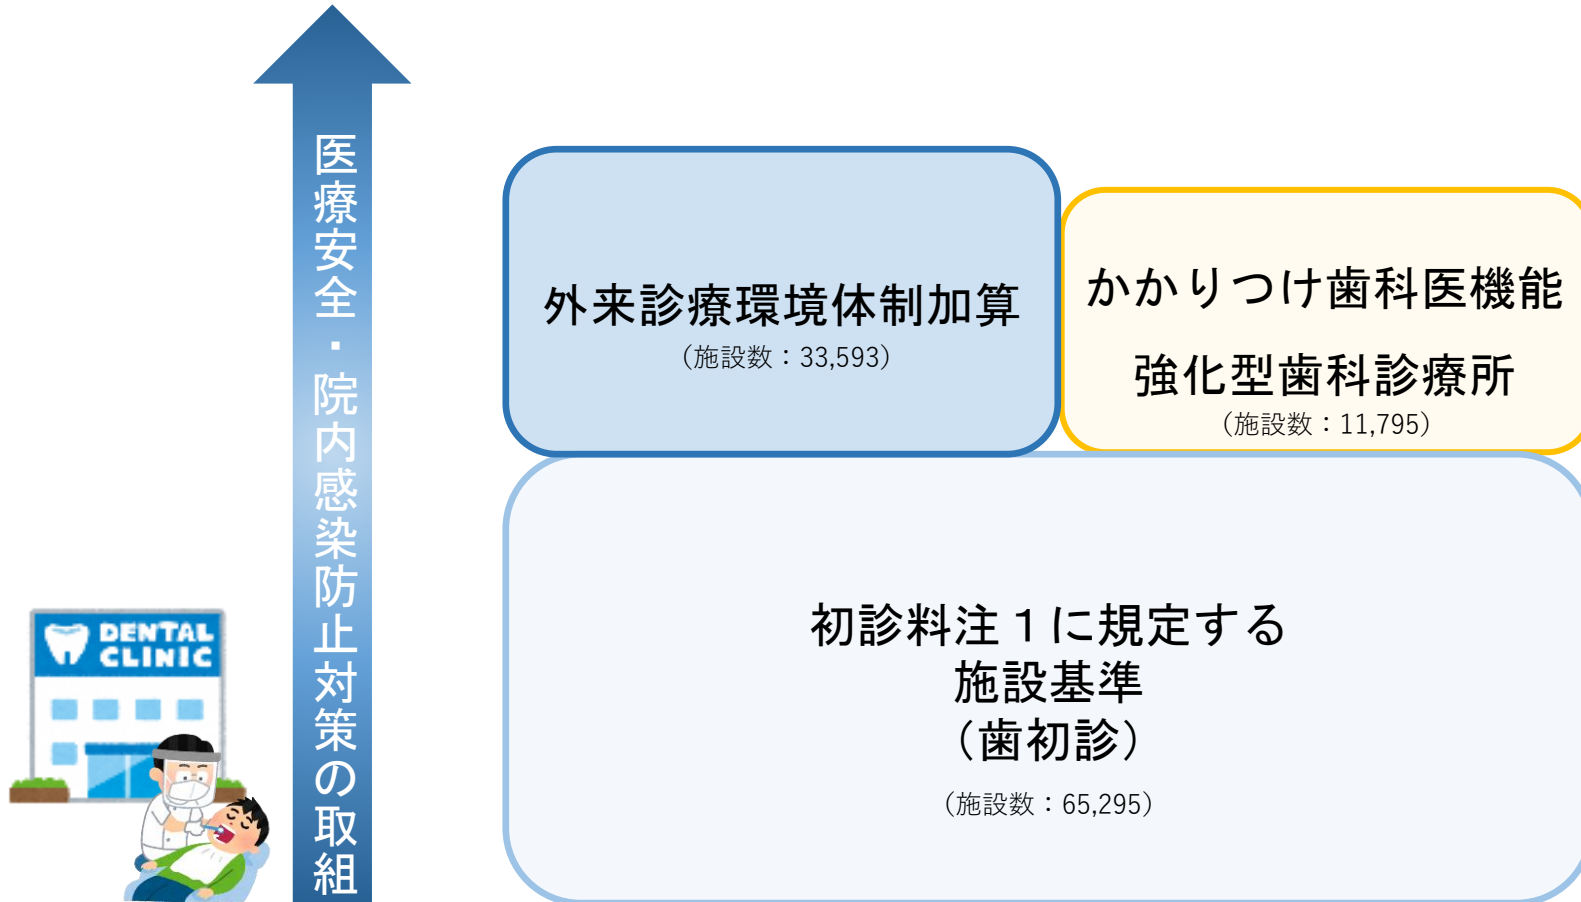 医療安全・院内感染防止対策の取組
外来診療環境体制加算
（施設数：33,593）
かかりつけ歯科医機能
強化型歯科診療所
（施設数：11,795）
初診料注１に規定する
施設基準
（歯初診）
（施設数：65,295）
DENTAL
CLINIC